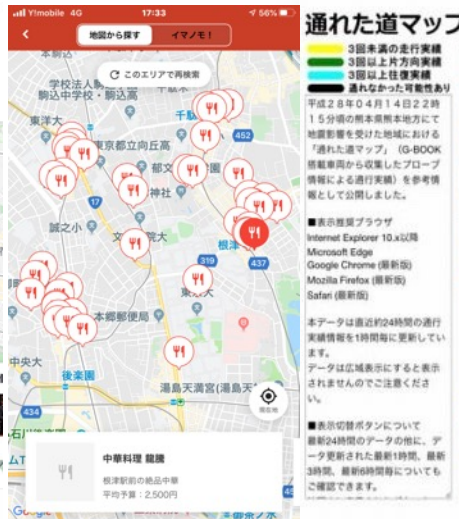 Y!mobile 4G
17:33
56%
地図から探す
イマノモ!
このエリアで再検索
学校法人
駒込中学校・駒込高
東洋大
千駄
452
東京都立向丘高
郁文
園
神社
17
誠之小
文
院大
根津
319
437
東京大
本郷郵便局
中央大
後楽園
湯島天満宮(湯島天
434
現在地
中華料理 龍騰
根津駅前の絶品中華
平均予算:2,500円
Google
御茶ノ水
通れた道マップ
3回未満の走行実績
3回以上片方向実績
3回以上往復実績
通れなかった可能性あり
平成28年04月14日22時
15分頃の熊本県熊本地方にて
地震影響を受けた地域における
「通れた道マップ」 (G-BOOK
搭載車両から収集したプローブ
情報による通行実績)を参考情
報として公開しました。
■表示推奨ブラウザ
Internet Explorer 10.x以降
Microsoft Edge
Google Chrome (最新版)
Mozilla Firefox (最新版)
Safari (最新版)
本データは直近約24時間の通行
実績情報を1時間毎に更新してい
ます。
データは広域表示にすると表示
されませんのでご注意くださ
い。
■表示切替ボタンについて
最新24時間のデータの他に、デ
ータ更新された最新1時間、最新
3時間、最新6時間毎についても
ご確認できます。